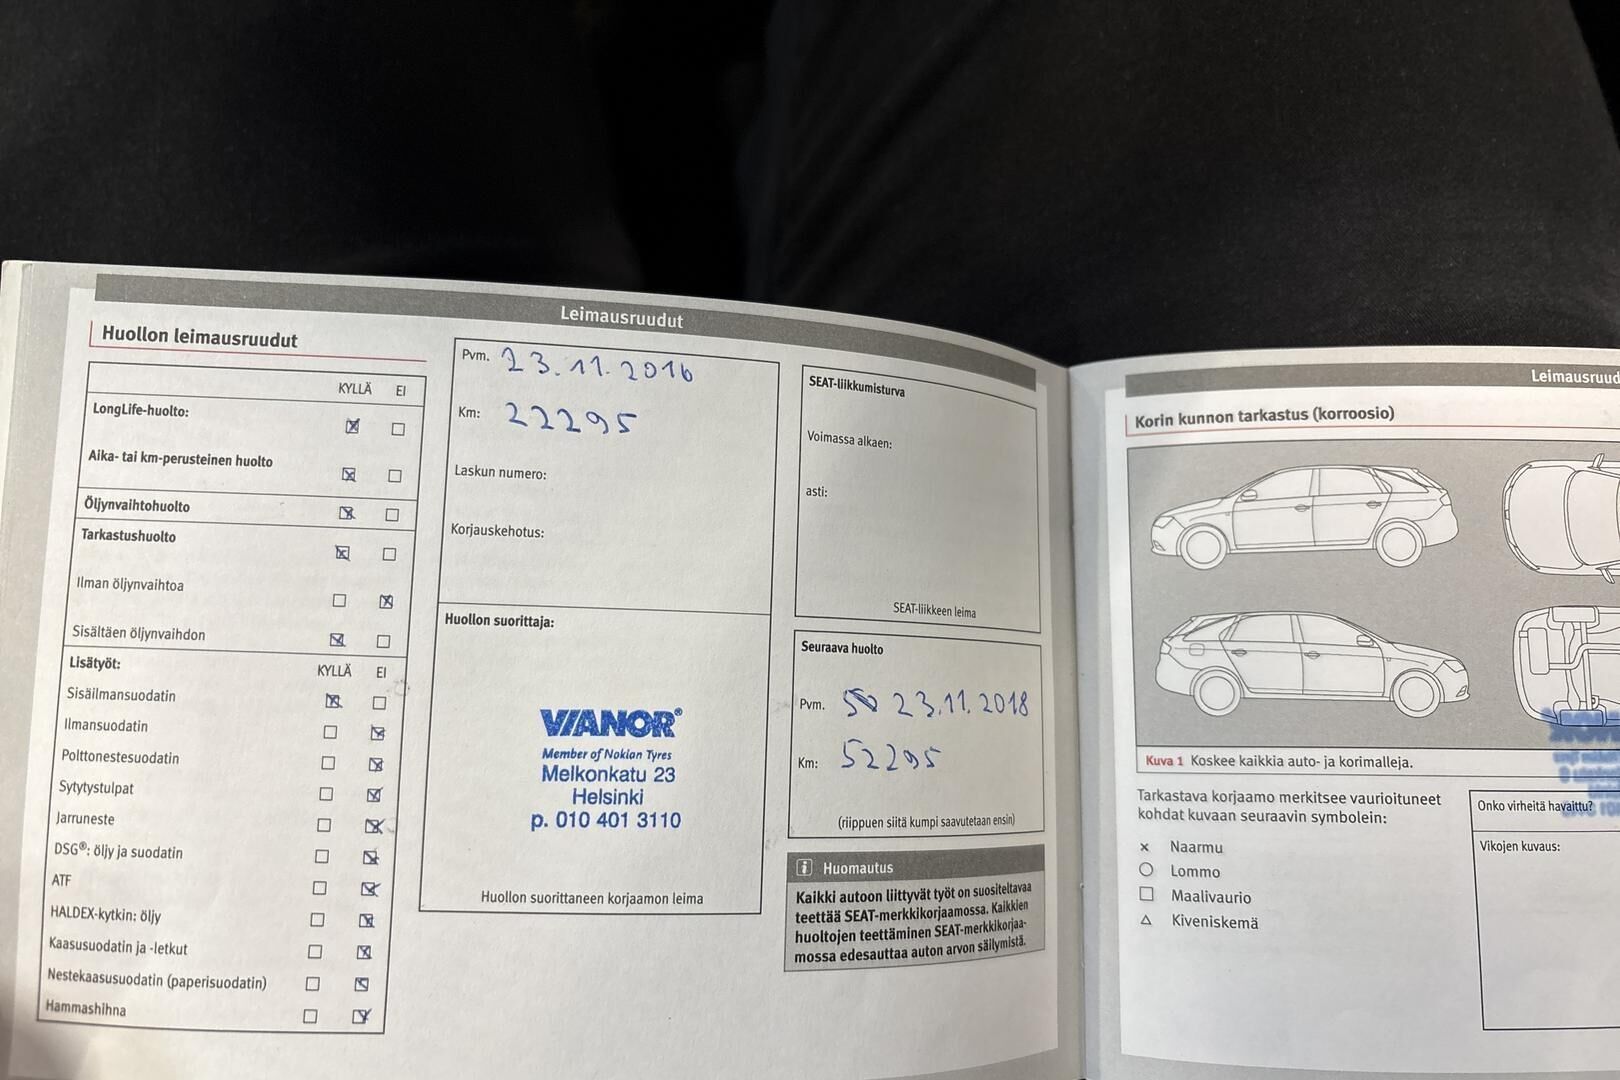 Leimausruudut
Huollon leimausruudut
KYLLÄ EI
LongLife-huolto:
Aika- tai km-perusteinen huolto
Öljynvaihtohuolto
Tarkastushuolto
Ilman öljynvaihtoa
Sisältäen öljynvaihdon
Lisätyöt: KYLLÄ EI
Sisäilmansuodatin
Ilmansuodatin
Polttonestesuodatin
Sytytystulpat
Jarruneste
DSG®: öljy ja suodatin
ATF
HALDEX-kytkin: öljy
Kaasusuodatin ja -letkut
Nestekaasusuodatin (paperisuodatin)
Hammashihna
Pvm. 23.11.2016
Km: 22295
Laskun numero:
Korjauskehotus:
Huollon suorittaja:
VIANOR®
Member of Nokian Tyres
Melkonkatu 23
Helsinki
p. 010 401 3110
Huollon suorittaneen korjaamon leima
SEAT-liikkumisturva
Voimassa alkaen:
asti:
SEAT-liikkeen leima
Seuraava huolto
Pvm. 23.11.2018
Km: 52295
(riippuen siitä kumpi saavutetaan ensin)
i Huomautus
Kaikki autoon liittyvät työt on suositeltavaa
teettää SEAT-merkkikorjaamossa. Kaikkien
huoltojen teettäminen SEAT-merkkikorjaa-
mossa edesauttaa auton arvon säilymistä.
Leimausruud
Korin kunnon tarkastus (korroosio)
Kuva 1 Koskee kaikkia auto- ja korimalleja.
Tarkastava korjaamo merkitsee vaurioituneet
kohdat kuvaan seuraavin symbolein:
× Naarmu
○ Lommo
□ Maalivaurio
△ Kiveniskemä
Onko virheitä havaittu?
Vikojen kuvaus: